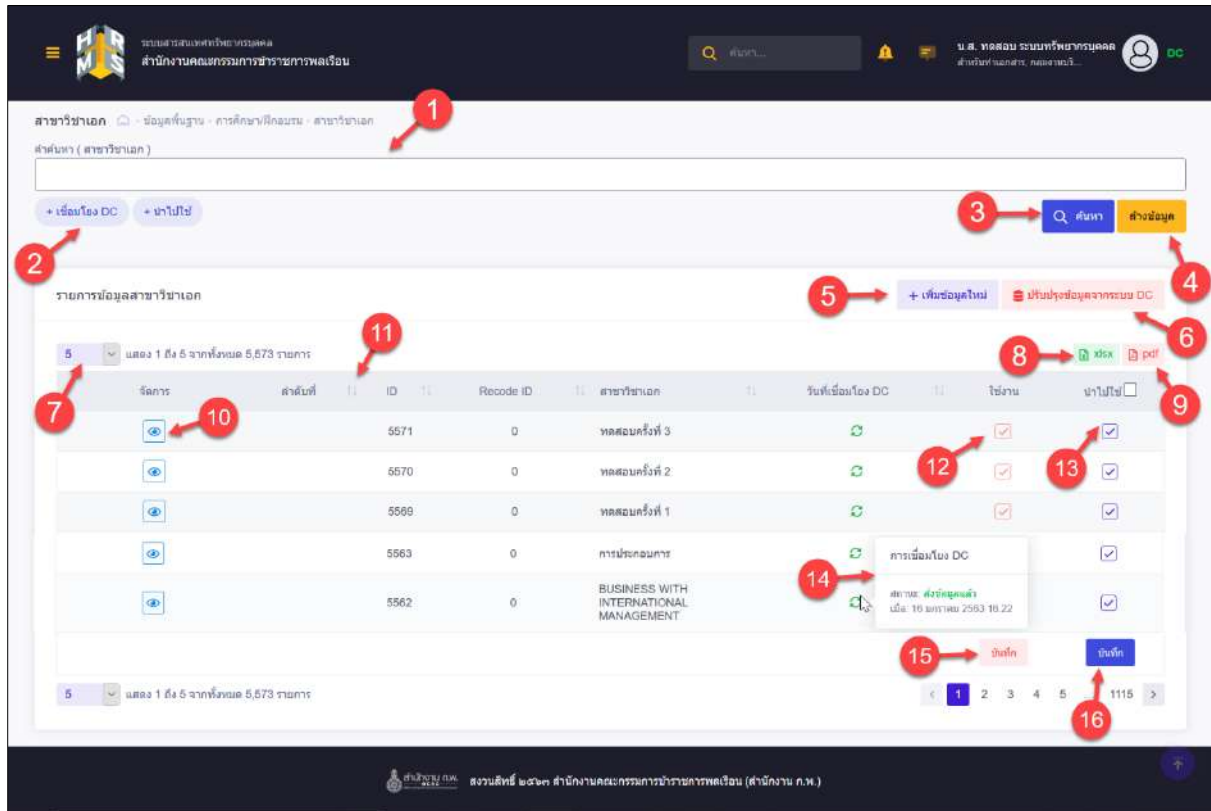 HR
MS
ระบบสารสนเทศทรัพยากรบุคคล
สำนักงานคณะกรรมการข้าราชการพลเรือน
ค้นหา...
น.ส. ทดสอบ ระบบทรัพยากรบุคคล
DC
สาขาวิชาเอก - ข้อมูลพื้นฐาน - การศึกษา/ฝึกอบรม - สาขาวิชาเอก
1
คำค้นหา ( สาขาวิชาเอก )
+ เชื่อมโยง DC + นำไปใช้
2
3
ค้นหา ล้างข้อมูล
4
รายการข้อมูลสาขาวิชาเอก
5
+ เพิ่มข้อมูลใหม่ ปรับปรุงข้อมูลจากระบบ DC
6
5 แสดง 1 ถึง 5 จากทั้งหมด 5,573 รายการ
7
11
8
xlsx pdf
9
จัดการ ลำดับที่ ID Recode ID สาขาวิชาเอก วันที่เชื่อมโยง DC ใช้งาน นำไปใช้
10
5571 0 ทดสอบครั้งที่ 3
12
13
5570 0 ทดสอบครั้งที่ 2
5569 0 ทดสอบครั้งที่ 1
5563 0 การประกอบการ
14
การเชื่อมโยง DC
สถานะ: ส่งข้อมูลแล้ว
เมื่อ: 16 มกราคม 2563 16.22
5562 0 BUSINESS WITH
INTERNATIONAL
MANAGEMENT
15
บันทึก บันทึก
16
5 แสดง 1 ถึง 5 จากทั้งหมด 5,573 รายการ
< 1 2 3 4 5 ... 1115 >
สำนักงาน ก.พ. สงวนสิทธิ์ ๒๕๖๓ สำนักงานคณะกรรมการข้าราชการพลเรือน (สำนักงาน ก.พ.)